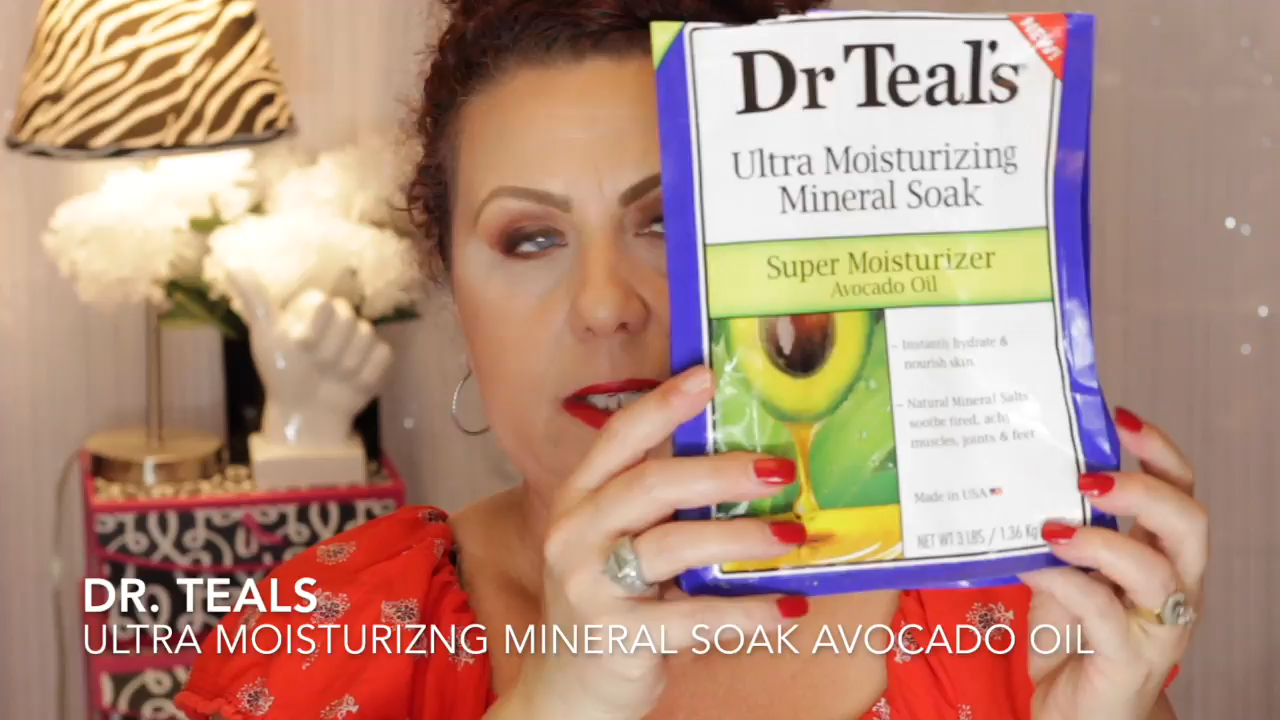 NEW!
Dr Teal's
Ultra Moisturizing
Mineral Soak
Super Moisturizer
Avocado Oil
- Instantly hydrate &
nourish skin
- Natural Mineral Salts
soothe tired, achy
muscles, joints & feet
Made in USA
NET WT 3 LBS / 1.36 Kg
DR. TEALS
ULTRA MOISTURIZNG MINERAL SOAK AVOCADO OIL